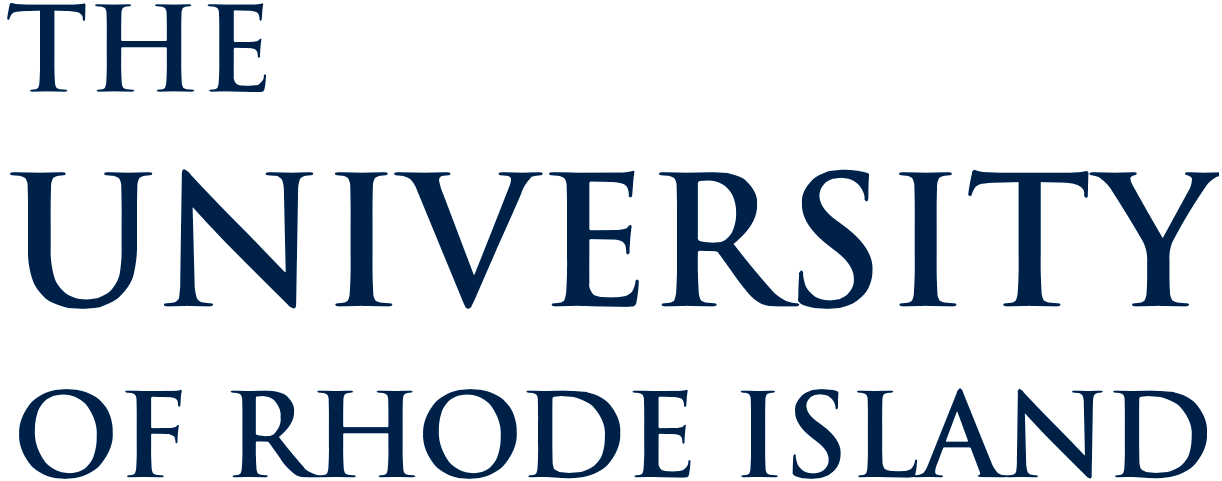 THE
UNIVERSITY
OF RHODE ISLAND